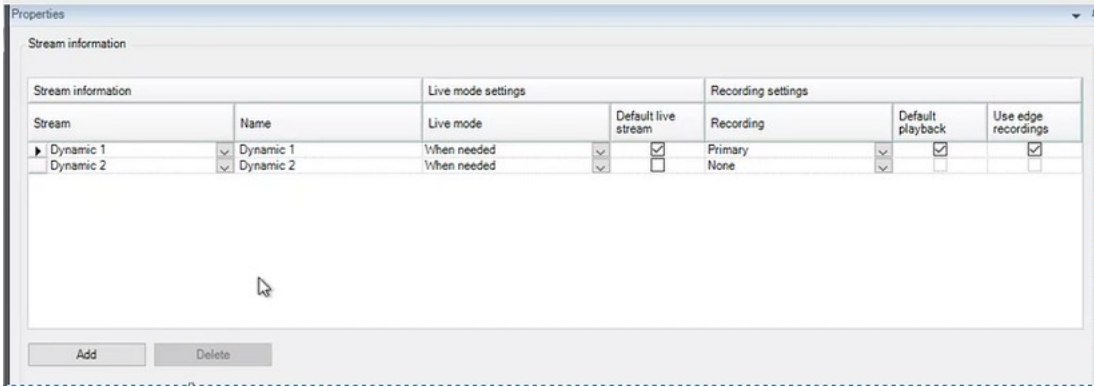 Properties
Stream information
Stream information Live mode settings Recording settings
Stream Name Live mode Default live stream Recording Default playback Use edge recordings
Dynamic 1 Dynamic 1 When needed Primary
Dynamic 2 Dynamic 2 When needed None
Add Delete